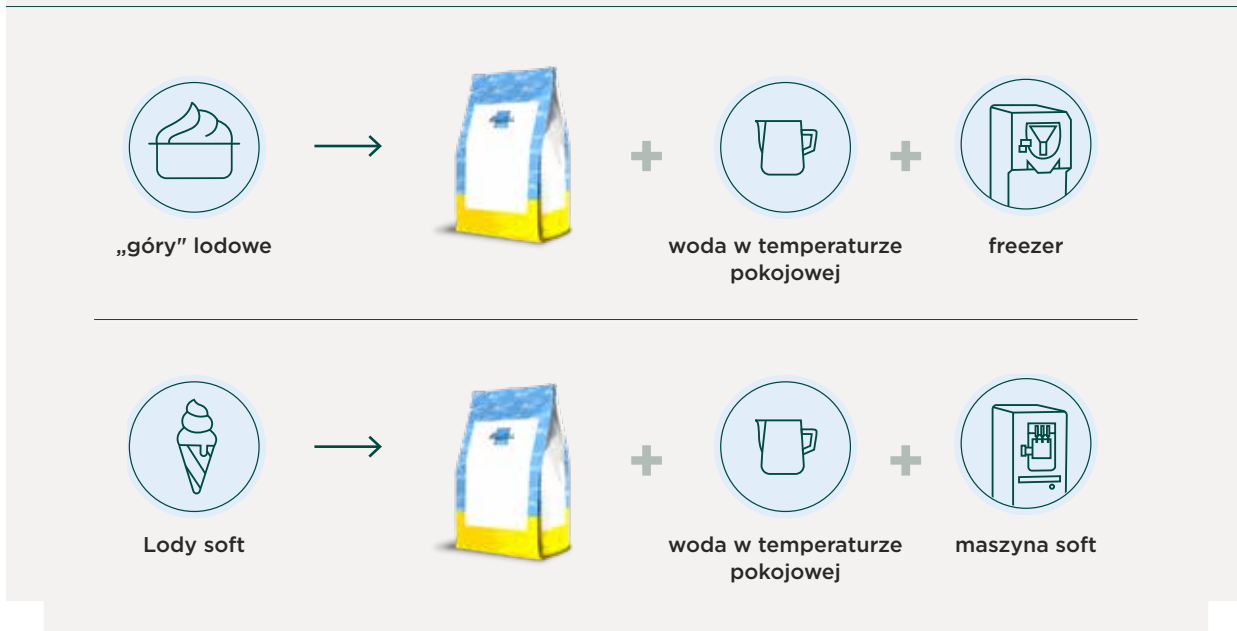 „góry" lodowe
woda w temperaturze
pokojowej
freezer
Lody soft
woda w temperaturze
pokojowej
maszyna soft